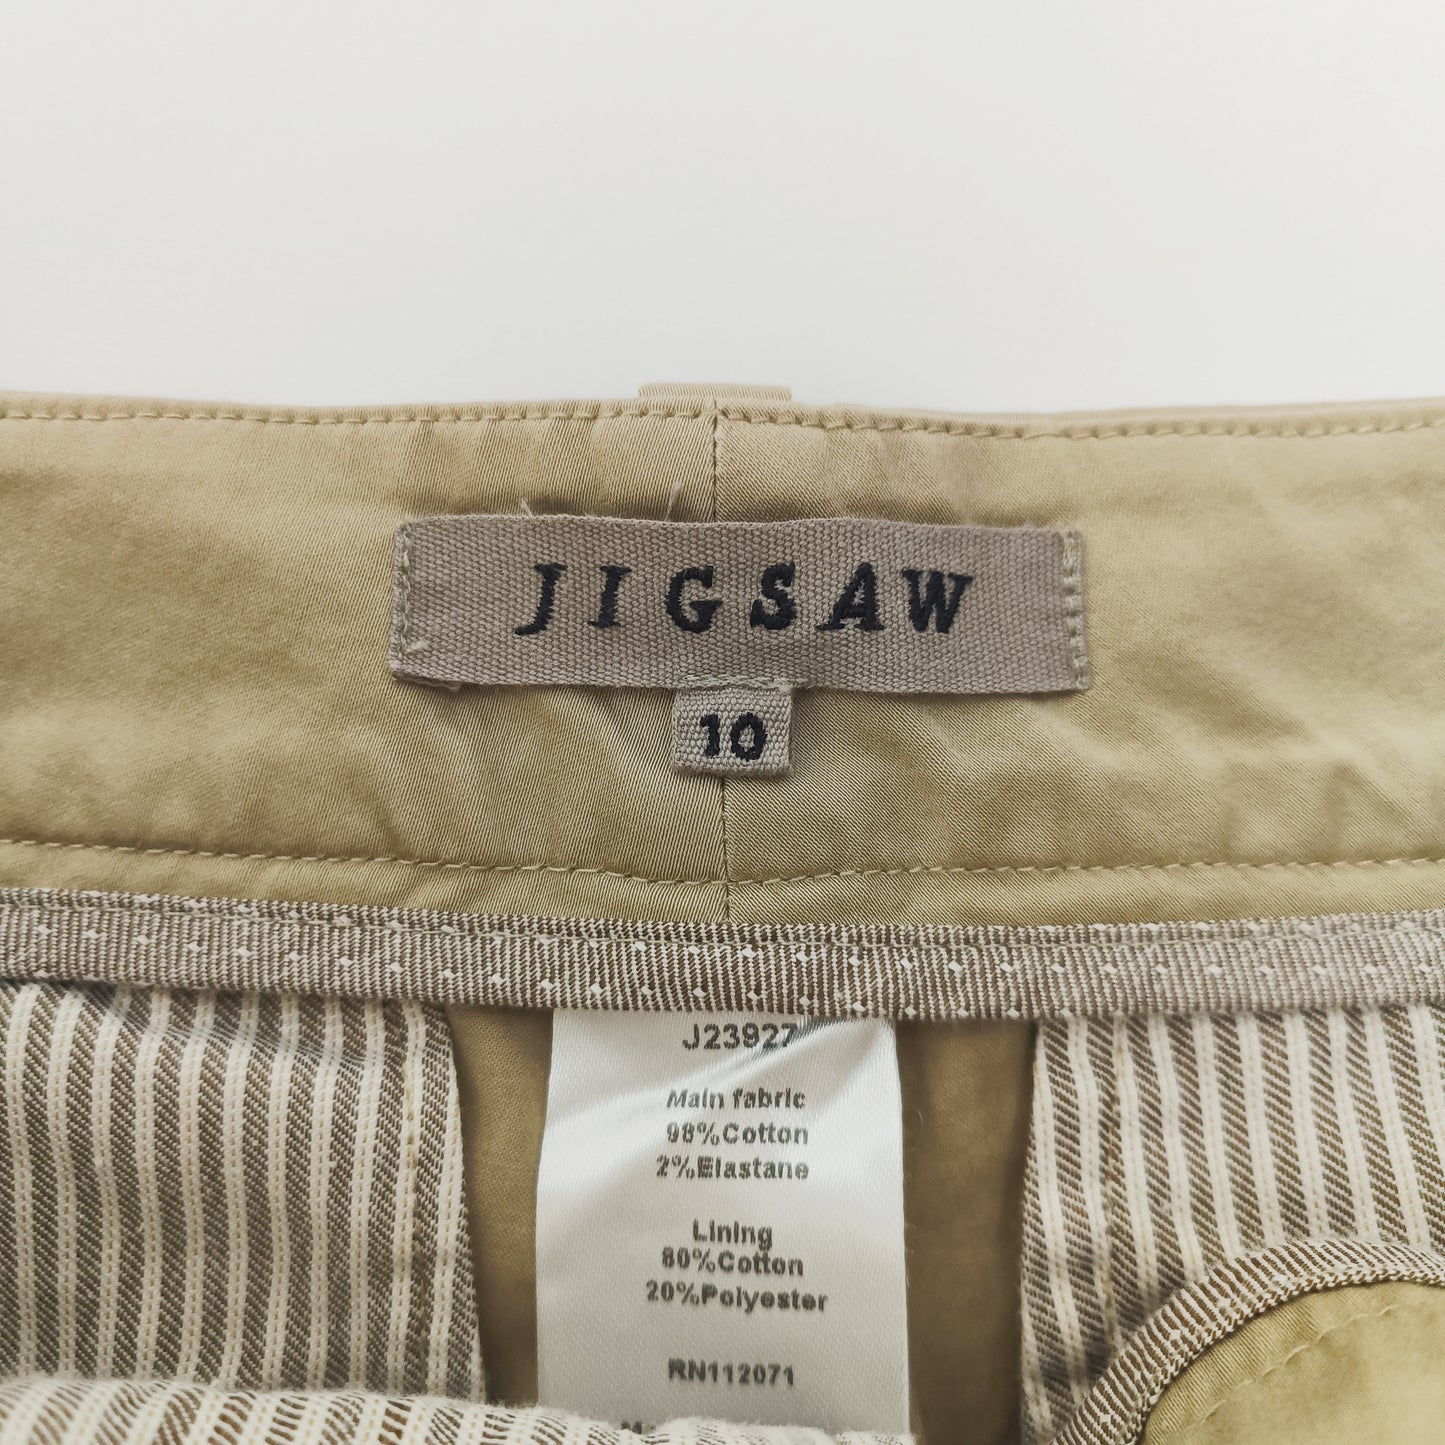 JIGSAW
10
J23927
Main fabric
98%Cotton
2%Elastane
Lining
80%Cotton
20%Polyester
RN112071